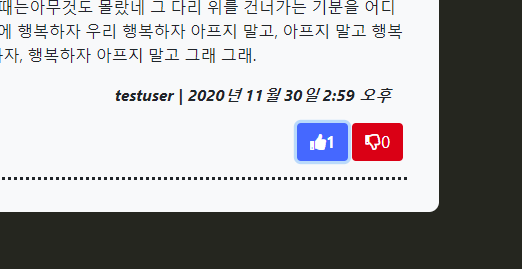 때는아무것도 몰랐네 그 다리 위를 건너가는 기분을 어디
에 행복하자 우리 행복하자 아프지 말고, 아프지 말고 행복
하자, 행복하자 아프지 말고 그래 그래.
testuser | 2020년 11월 30일 2:59 오후
1 0